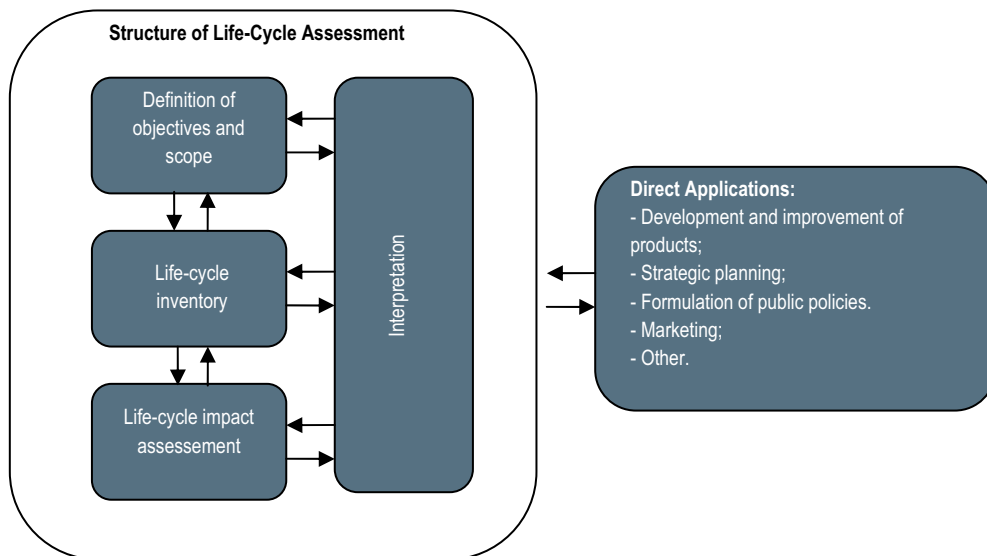 Structure of Life-Cycle Assessment
Definition of
objectives and
scope
Life-cycle
inventory
Life-cycle impact
assessement
Interpretation
Direct Applications:
- Development and improvement of
products;
- Strategic planning;
- Formulation of public policies.
- Marketing;
- Other.